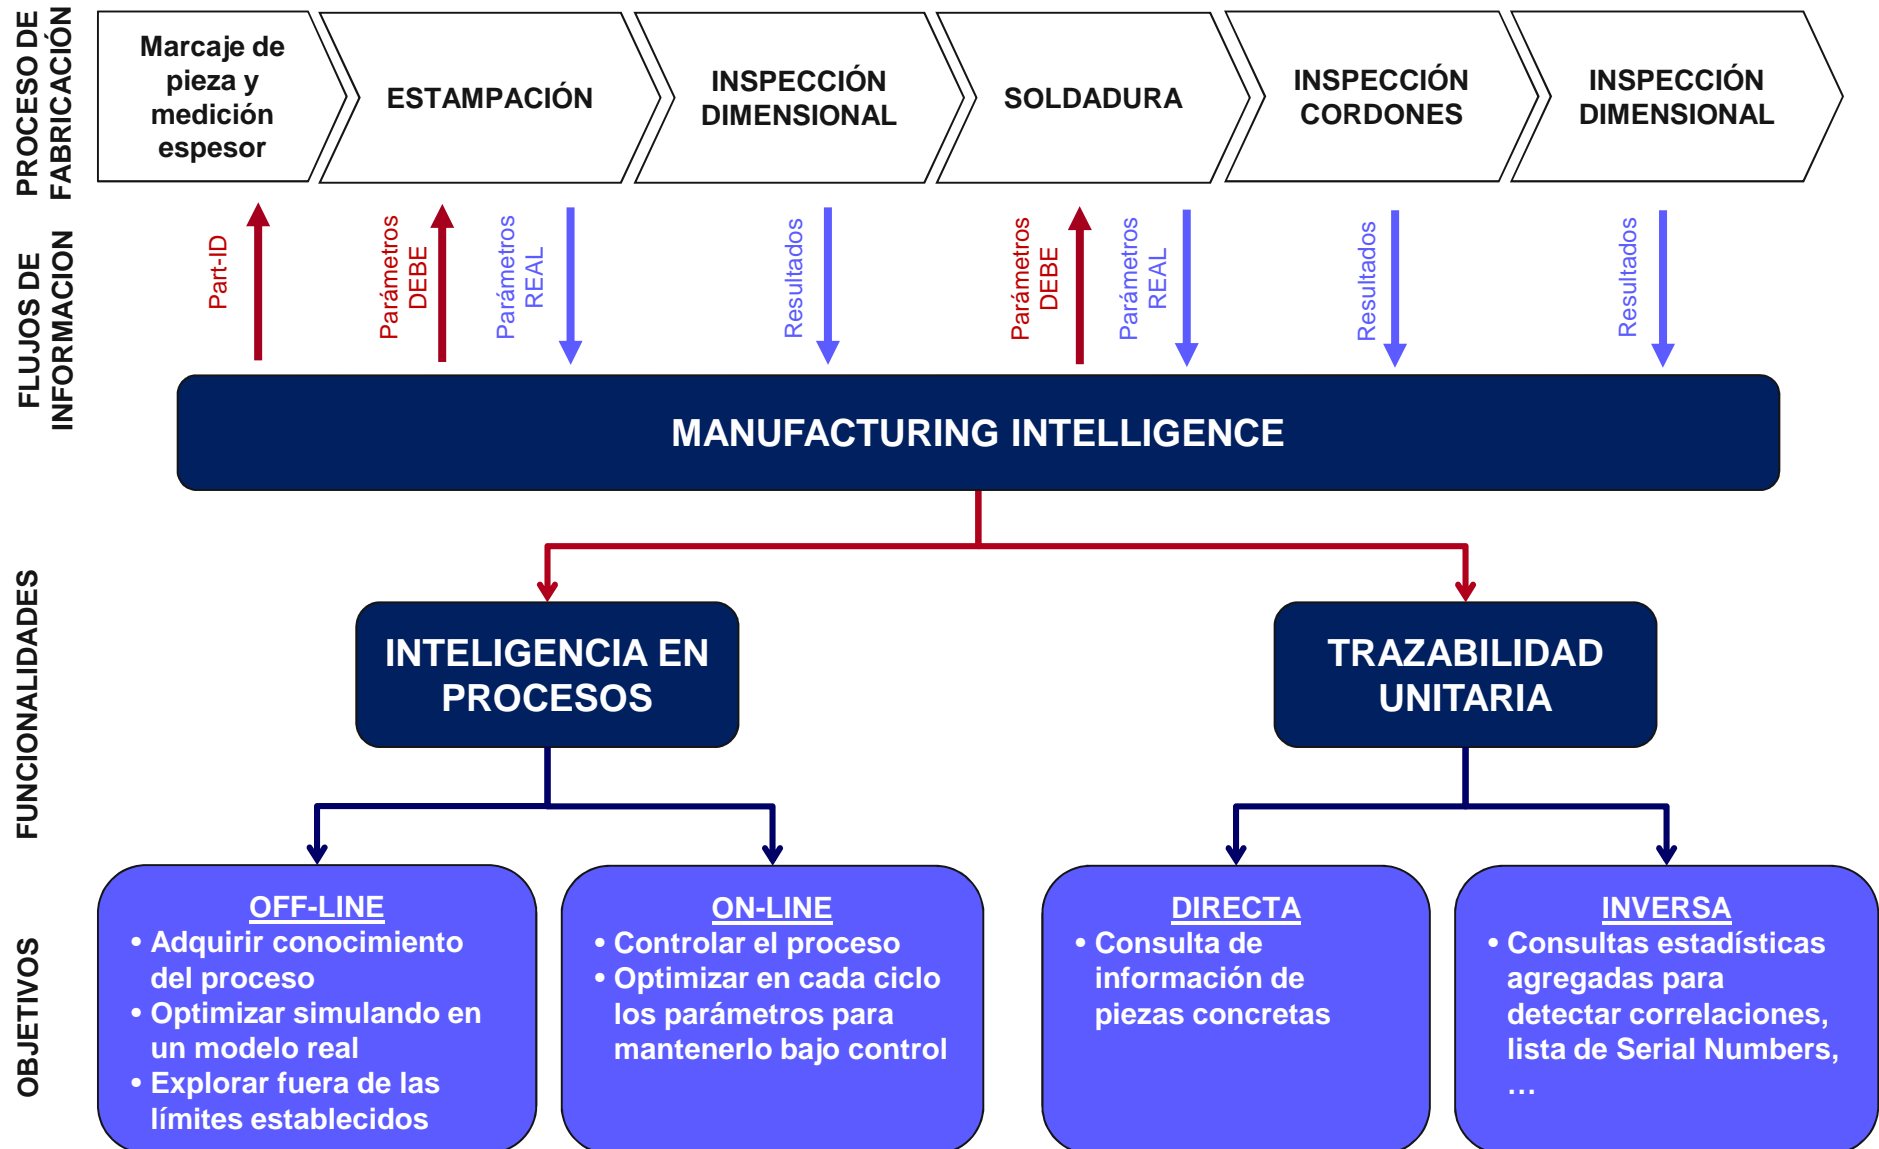 PROCESO DE
FABRICACIÓN
Marcaje de
pieza y
medición
espesor
ESTAMPACIÓN
INSPECCIÓN
DIMENSIONAL
SOLDADURA
INSPECCIÓN
CORDONES
INSPECCIÓN
DIMENSIONAL
FLUJOS DE
INFORMACION
Part-ID
Parámetros
DEBE
Parámetros
REAL
Resultados
Parámetros
DEBE
Parámetros
REAL
Resultados
Resultados
MANUFACTURING INTELLIGENCE
FUNCIONALIDADES
INTELIGENCIA EN
PROCESOS
TRAZABILIDAD
UNITARIA
OBJETIVOS
OFF-LINE
• Adquirir conocimiento
del proceso
• Optimizar simulando en
un modelo real
• Explorar fuera de las
límites establecidos
ON-LINE
• Controlar el proceso
• Optimizar en cada ciclo
los parámetros para
mantenerlo bajo control
DIRECTA
• Consulta de
información de
piezas concretas
INVERSA
• Consultas estadísticas
agregadas para
detectar correlaciones,
lista de Serial Numbers,
…